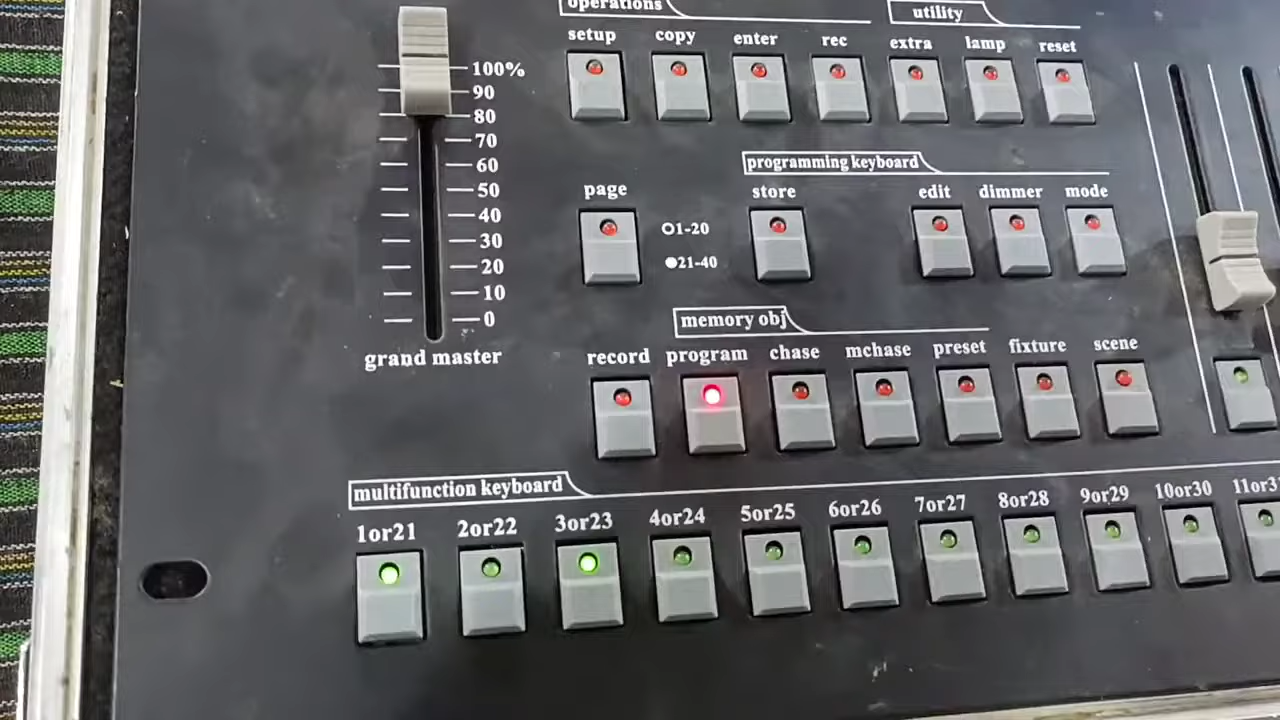 operations
utility
setup copy enter rec extra lamp reset
100%
90
80
70
60
50
40
30
20
10
0
grand master
programming keyboard
page store edit dimmer mode
1-20
21-40
memory obj
record program chase mchase preset fixture scene
multifunction keyboard
1or21 2or22 3or23 4or24 5or25 6or26 7or27 8or28 9or29 10or30 11or31